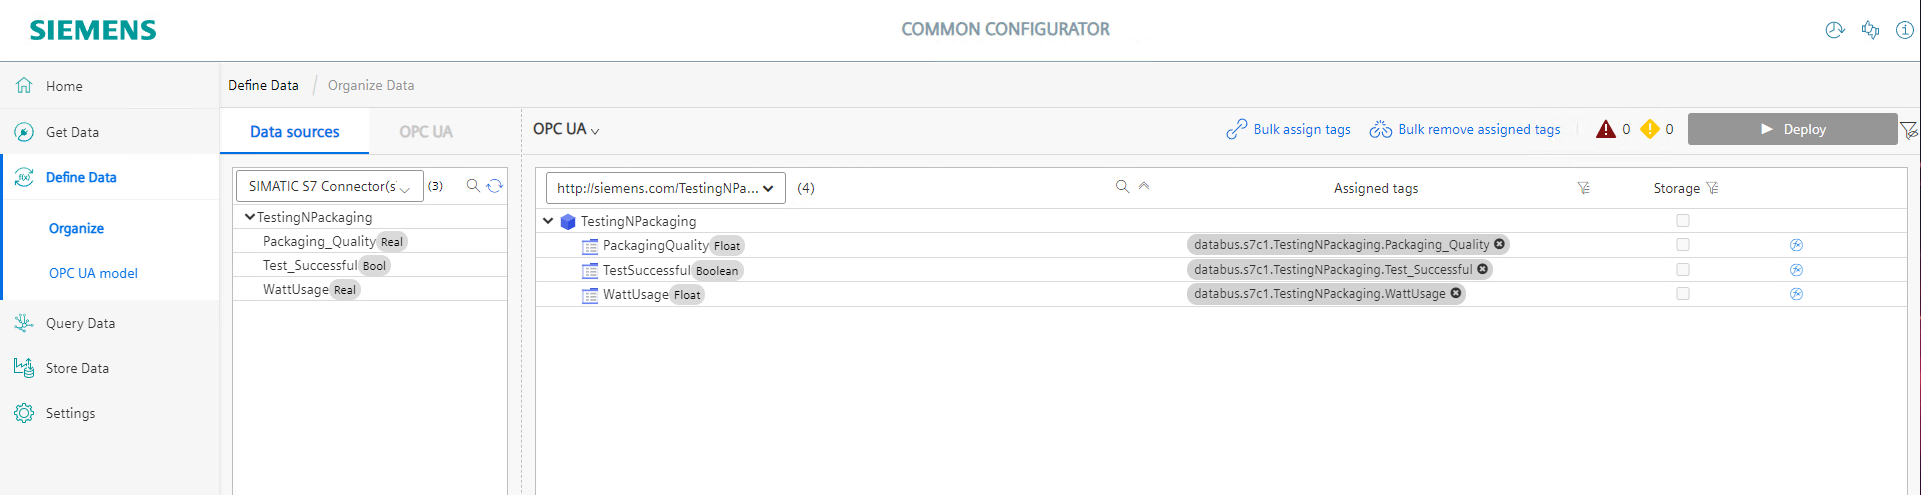 SIEMENS
COMMON CONFIGURATOR
Home
Get Data
Define Data
Organize
OPC UA model
Query Data
Store Data
Settings
Define Data / Organize Data
Data sources OPC UA
SIMATIC S7 Connector(s' (3)
TestingNPackaging
Packaging_Quality Real
Test_Successful Bool
WattUsage Real
OPC UA
Bulk assign tags Bulk remove assigned tags 0 0 Deploy
http://siemens.com/TestingNPa... (4) Assigned tags Storage
TestingNPackaging
PackagingQuality Float databus.s7c1.TestingNPackaging.Packaging_Quality
TestSuccessful Boolean databus.s7c1.TestingNPackaging.Test_Successful
WattUsage Float databus.s7c1.TestingNPackaging.WattUsage